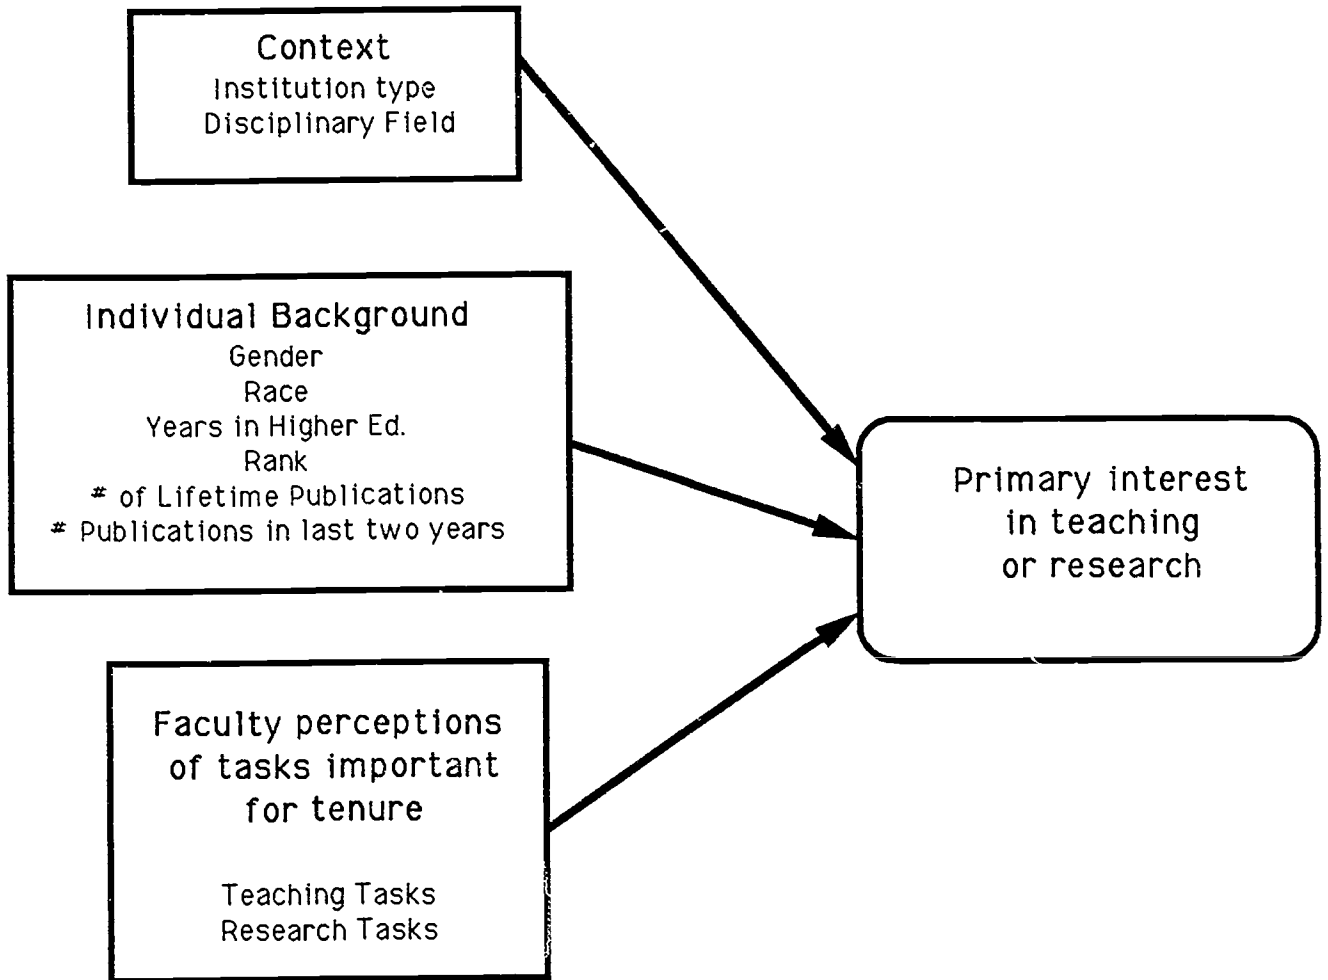 Context
Institution type
Disciplinary Field
Individual Background
Gender
Race
Years in Higher Ed.
Rank
# of Lifetime Publications
# Publications in last two years
Faculty perceptions
of tasks important
for tenure
Teaching Tasks
Research Tasks
Primary interest
in teaching
or research